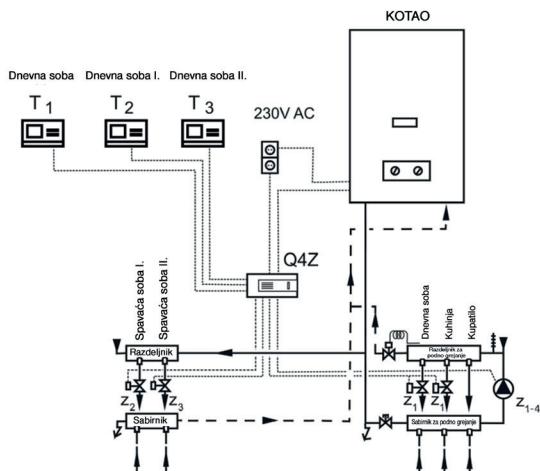 KOTAO
Dnevna soba
Dnevna soba I.
Dnevna soba II.
T1
T2
T3
230V AC
Q4Z
Spavaća soba I.
Spavaća soba II.
Dnevna soba
Kuhinja
Kupatilo
Razdeljnik
Razdeljnik za
podno grejanje
Z2
Z3
Z1
Z1
Z1-4
Sabirnik
Sabirnik za podno grejanje